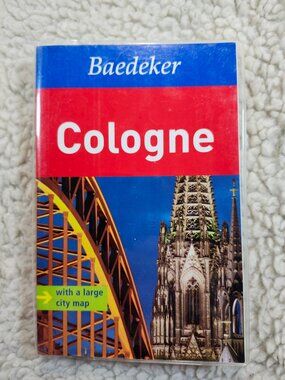 Baedeker
Cologne
with a large
city map